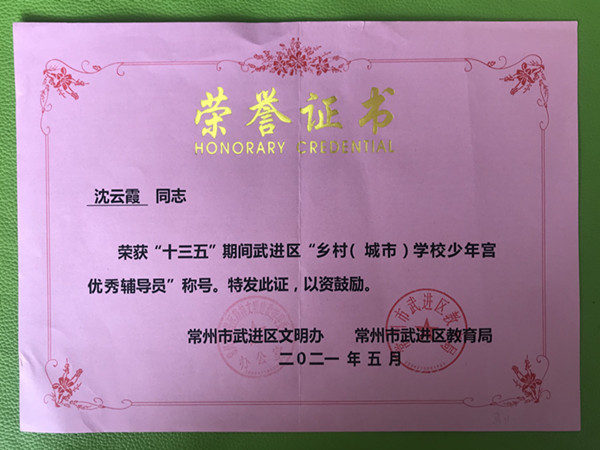 荣誉证书
HONORARY CREDENTIAL
沈云霞 同志
荣获“十三五”期间武进区“乡村(城市)学校少年宫
优秀辅导员”称号。特发此证，以资鼓励。
常州市武进区文明办 常州市武进区教育局
二〇二一年五月